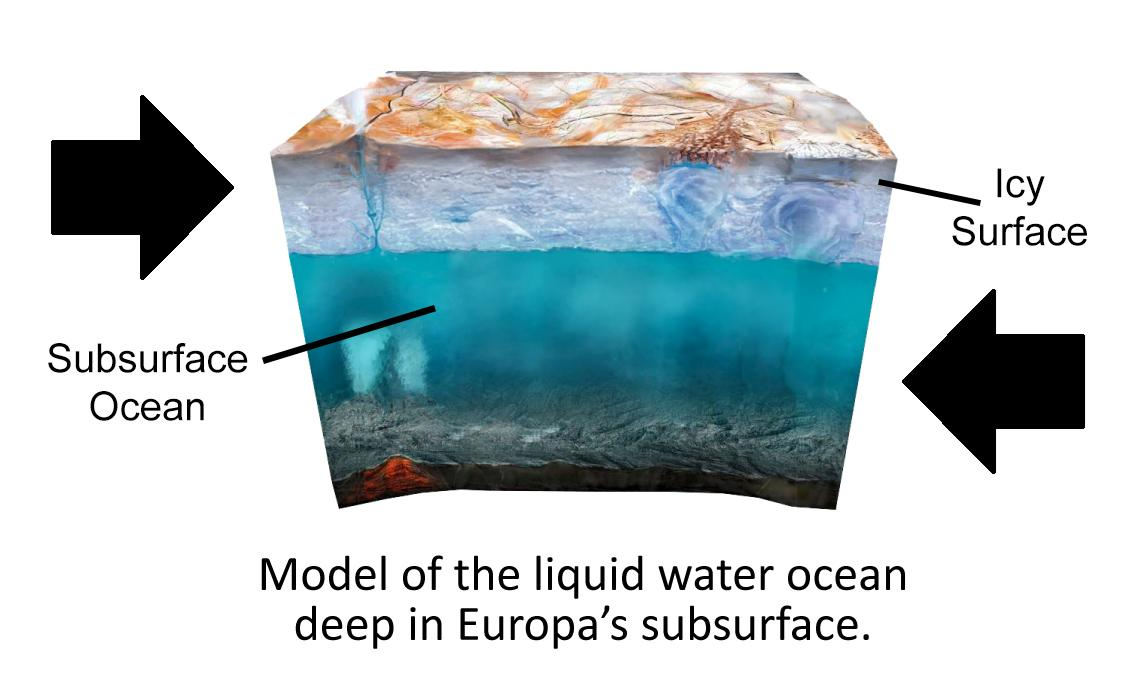 Icy
Surface
Subsurface
Ocean
Model of the liquid water ocean
deep in Europa’s subsurface.